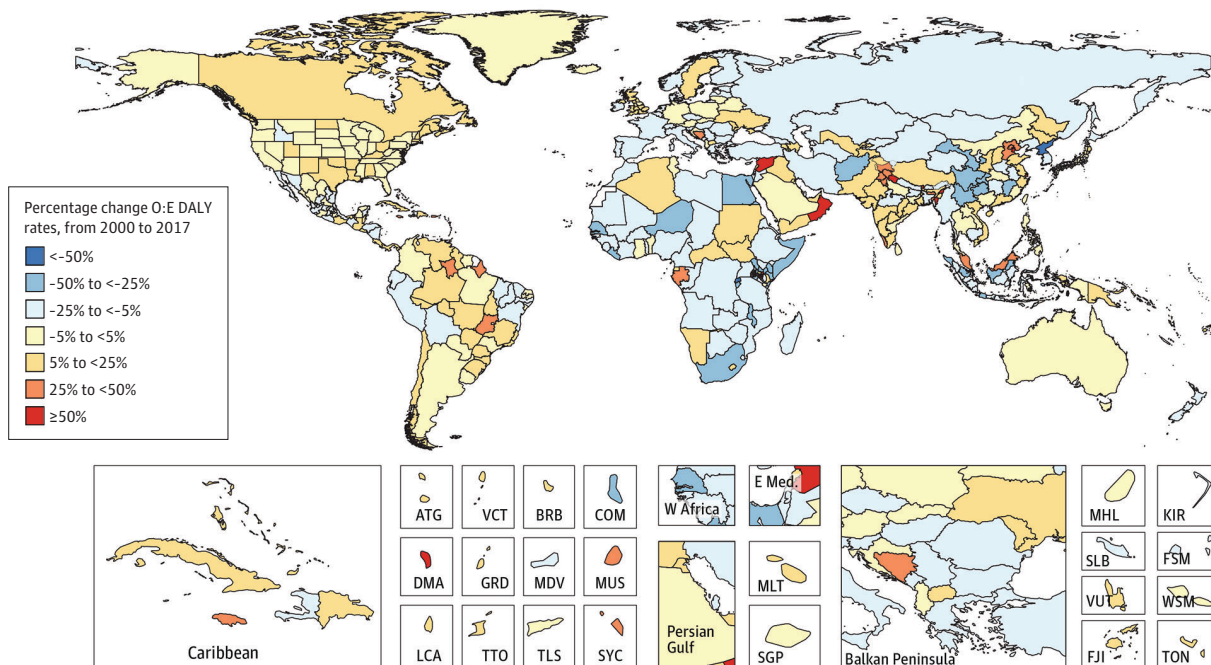 Percentage change O:E DALY
rates, from 2000 to 2017
<-50%
-50% to <-25%
-25% to <-5%
-5% to <5%
5% to <25%
25% to <50%
≥50%
Caribbean
ATG
VCT
BRB
COM
DMA
GRD
MDV
MUS
LCA
TTO
TLS
SYC
W Africa
E Med.
Persian
Gulf
MLT
SGP
Balkan Peninsula
MHL
KIR
SLB
FSM
VUT
WSM
FJI
TON